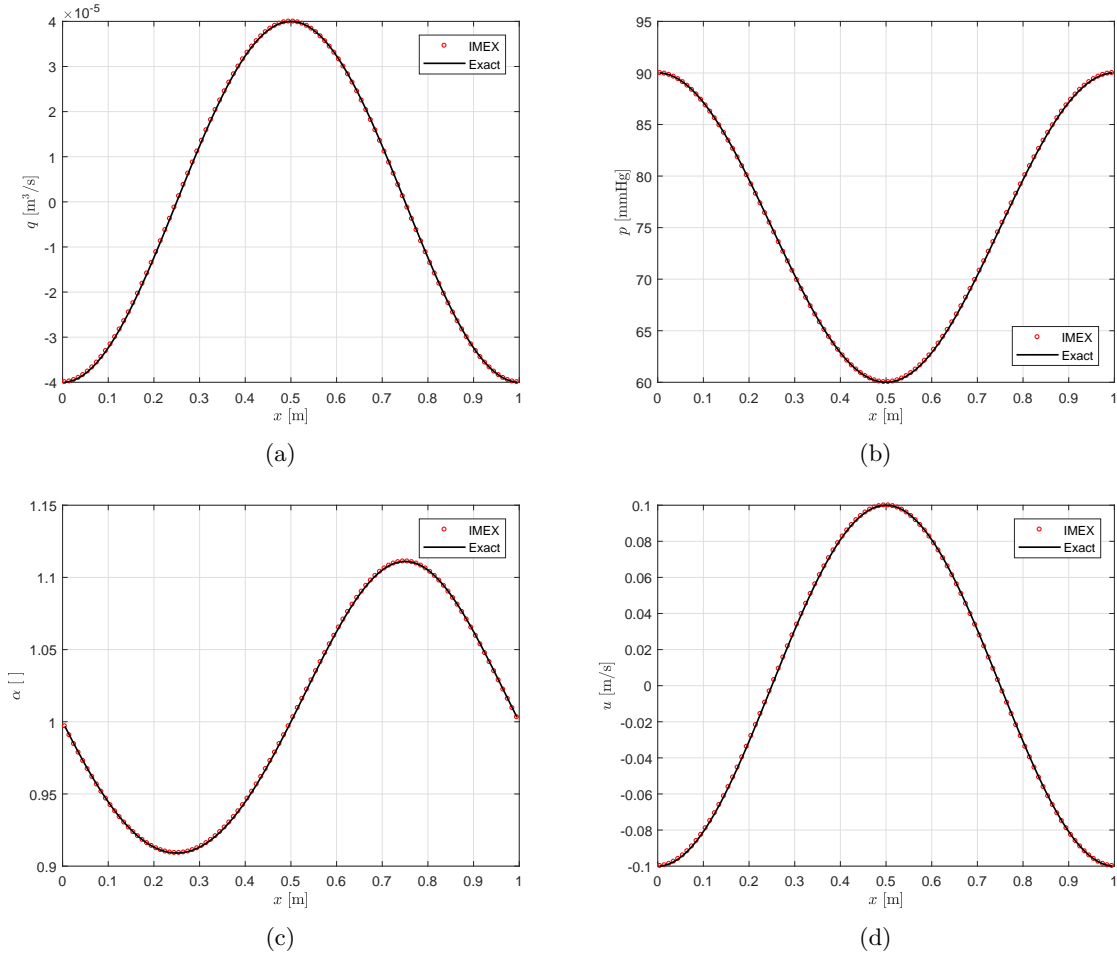 ×10⁻⁵
4
3
2
1
0
-1
-2
-3
-4
q [m³/s]
IMEX
Exact
0 0.1 0.2 0.3 0.4 0.5 0.6 0.7 0.8 0.9 1
x [m]
(a)
95
90
85
80
75
70
65
60
p [mmHg]
IMEX
Exact
0 0.1 0.2 0.3 0.4 0.5 0.6 0.7 0.8 0.9 1
x [m]
(b)
1.15
1.1
1.05
1
0.95
0.9
α [ ]
IMEX
Exact
0 0.1 0.2 0.3 0.4 0.5 0.6 0.7 0.8 0.9 1
x [m]
(c)
0.1
0.08
0.06
0.04
0.02
0
-0.02
-0.04
-0.06
-0.08
-0.1
u [m/s]
IMEX
Exact
0 0.1 0.2 0.3 0.4 0.5 0.6 0.7 0.8 0.9 1
x [m]
(d)